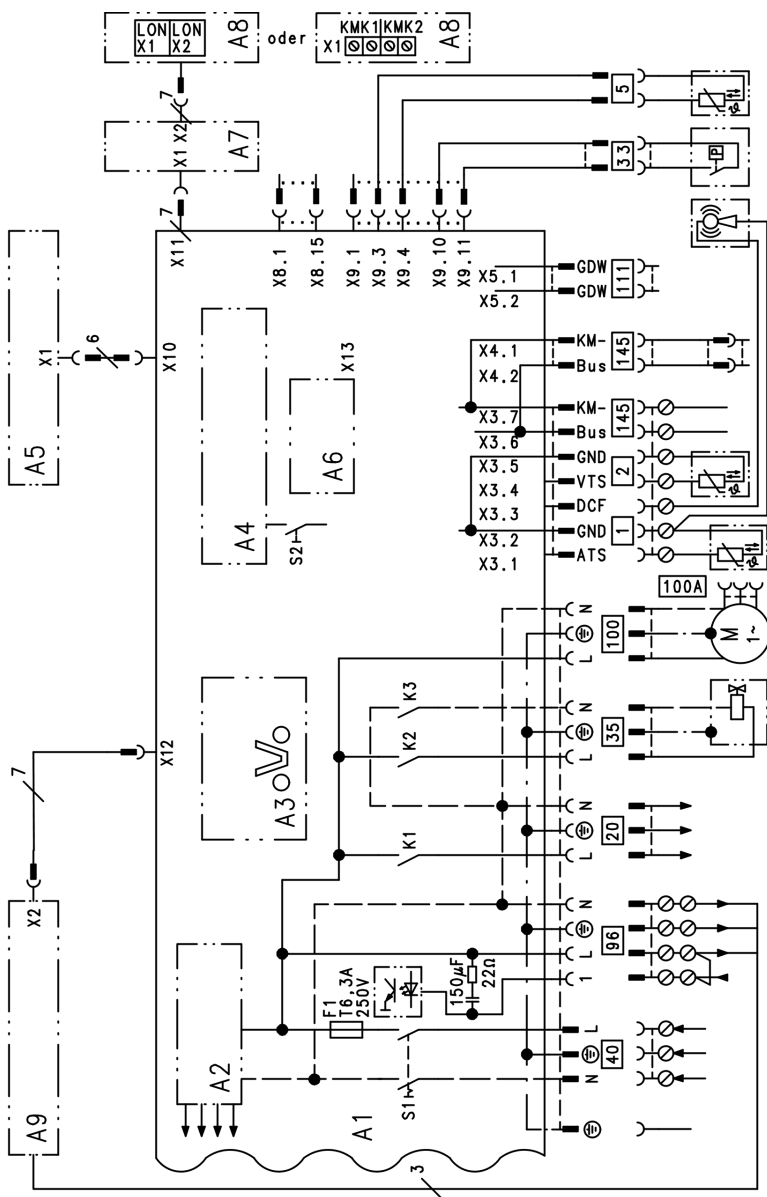 LON LON
X1 X2
A8
oder
KMK1 KMK2
X1
A8
7
X1 X2
A7
7
X11
5
ϑ
33
P
X8.1
X8.15
X9.1
X9.3
X9.4
X9.10
X9.11
A5
X1
6
X10
A4
S2
A6
X13
X5.1
GDW
X5.2
GDW
111
X4.1
KM-
X4.2
Bus
145
X3.7
KM-
X3.6
Bus
145
X3.5
GND
X3.4
VTS
2
ϑ
X3.3
DCF
X3.2
GND
1
X3.1
ATS
ϑ
100A
N
L
100
M
1~
K3
K2
N
L
35
A3
X12
7
K1
N
L
20
N
L
1
96
150µF
22Ω
F1
T6,3A
250V
A2
S1
A1
L
N
40
A9
X2
3